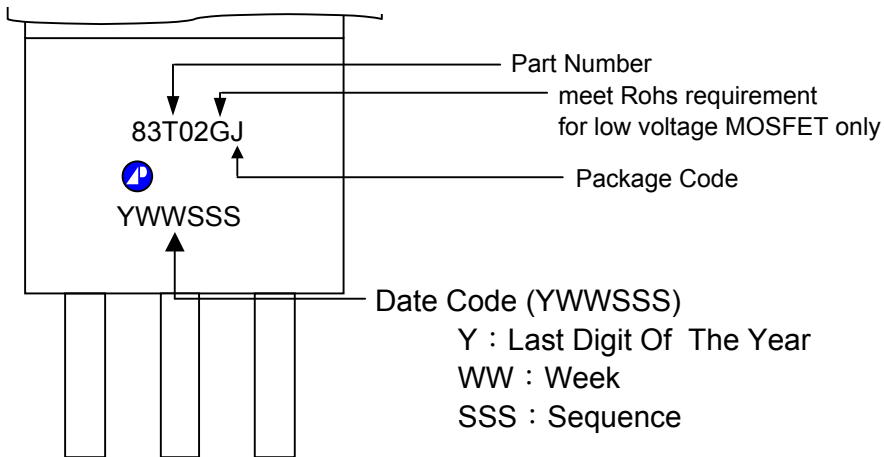 Part Number
meet Rohs requirement
for low voltage MOSFET only
83T02GJ
Package Code
YWWSSS
Date Code (YWWSSS)
Y：Last Digit Of The Year
WW：Week
SSS：Sequence